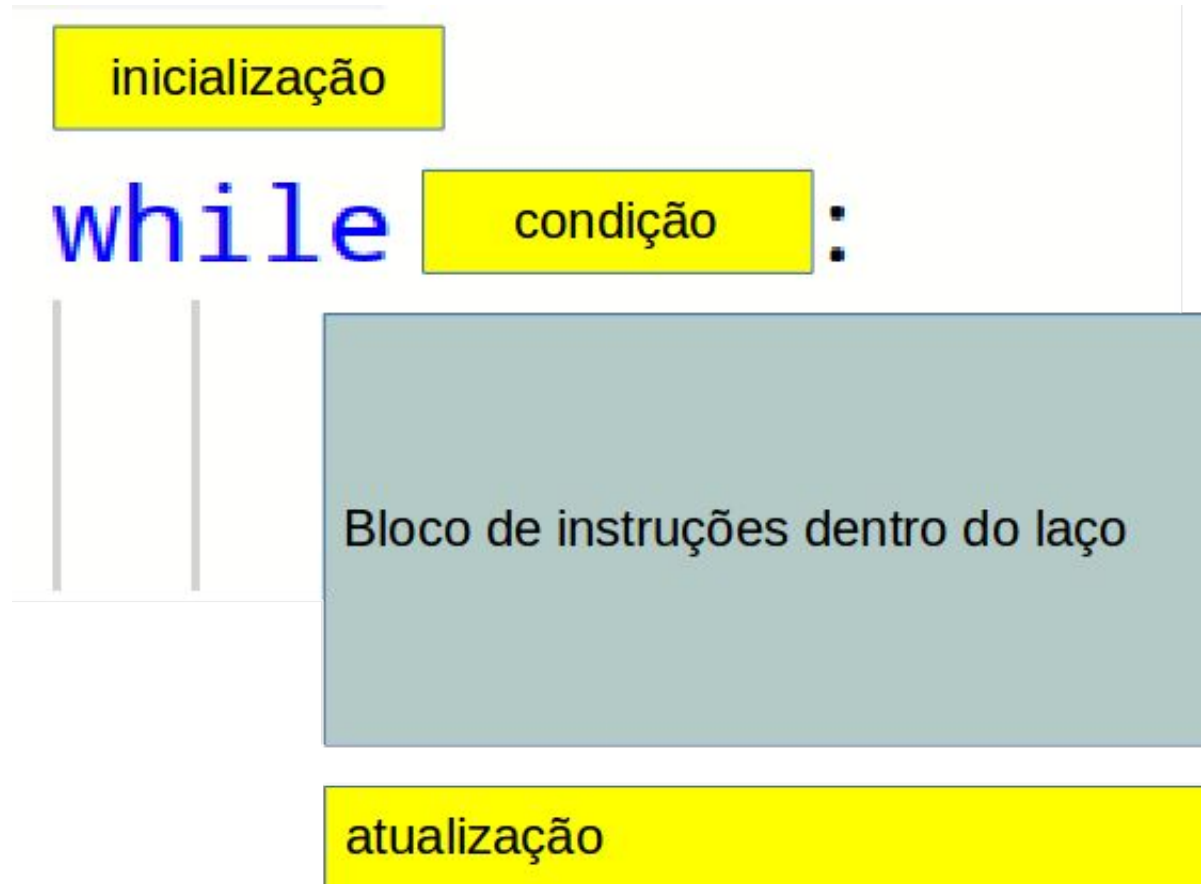 inicialização
while condição :
Bloco de instruções dentro do laço
atualização